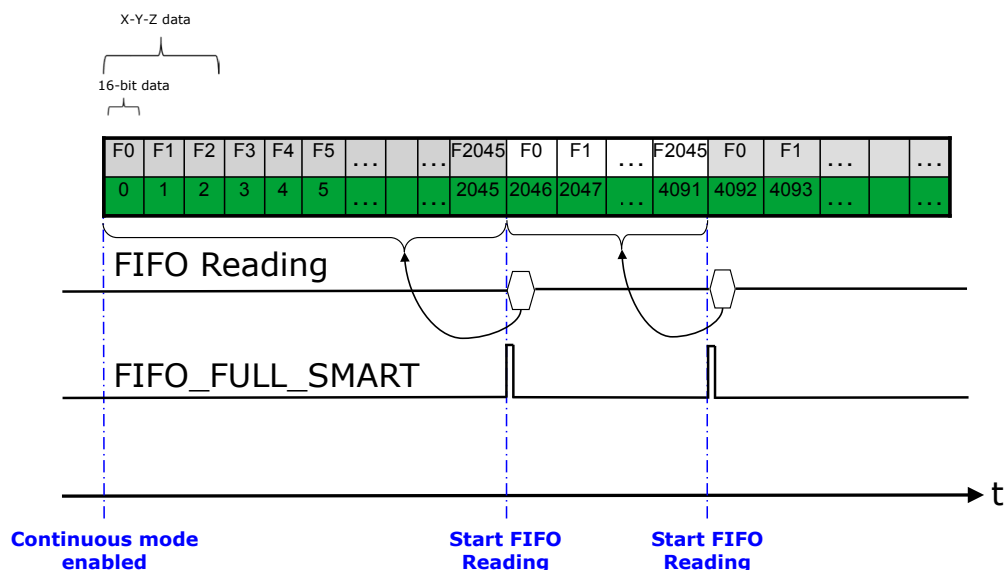 X-Y-Z data
16-bit data
F0 F1 F2 F3 F4 F5 ... ... F2045 F0 F1 ... F2045 F0 F1 ... ...
0 1 2 3 4 5 ... ... 2045 2046 2047 ... 4091 4092 4093 ... ...
FIFO Reading
FIFO_FULL_SMART
t
Continuous mode enabled
Start FIFO Reading
Start FIFO Reading